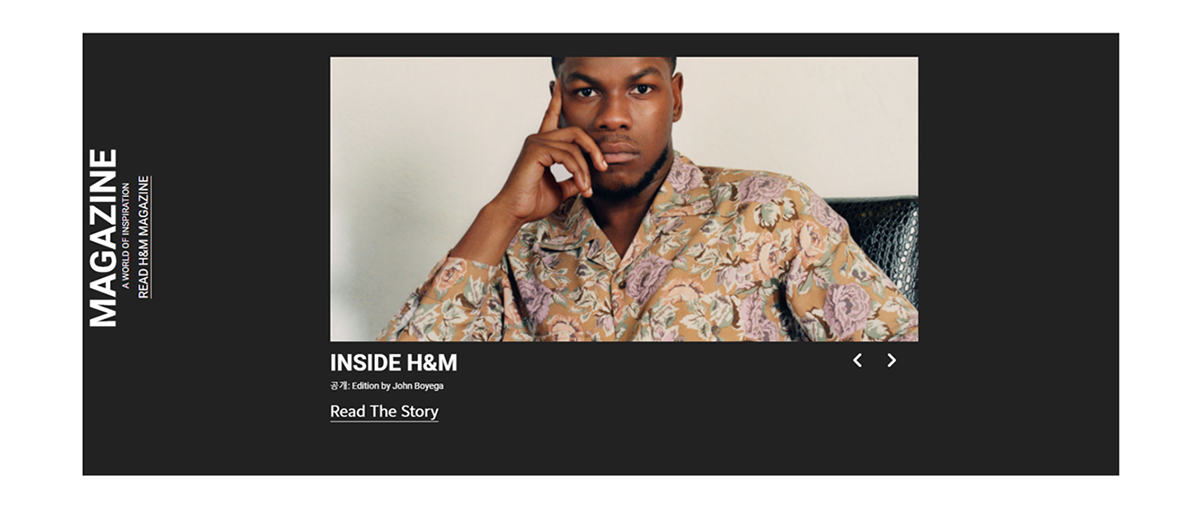 MAGAZINE
A WORLD OF INSPIRATION
READ H&M MAGAZINE
INSIDE H&M
공개: Edition by John Boyega
Read The Story